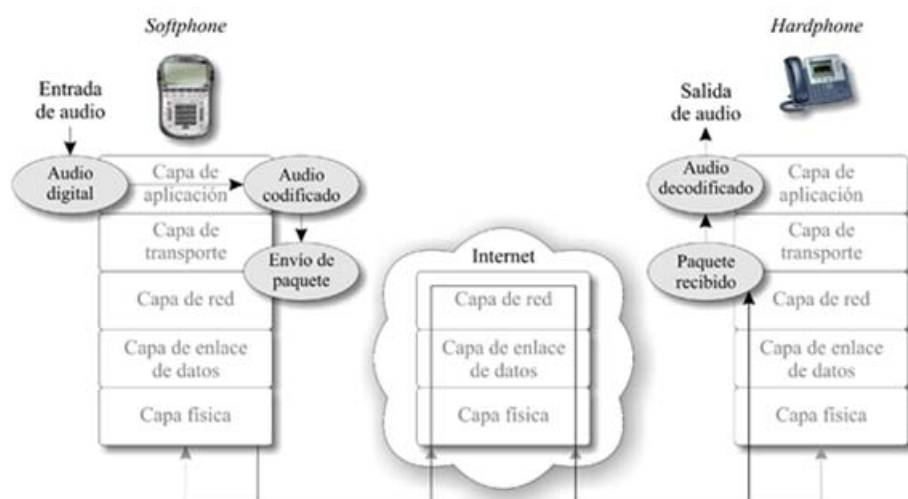 Softphone
Hardphone
Entrada
de audio
Salida
de audio
Audio
digital
Capa de
aplicación
Audio
codificado
Audio
decodificado
Capa de
aplicación
Capa de
transporte
Envío de
paquete
Internet
Paquete
recibido
Capa de
transporte
Capa de red
Capa de red
Capa de red
Capa de enlace
de datos
Capa de enlace
de datos
Capa de enlace
de datos
Capa física
Capa física
Capa física